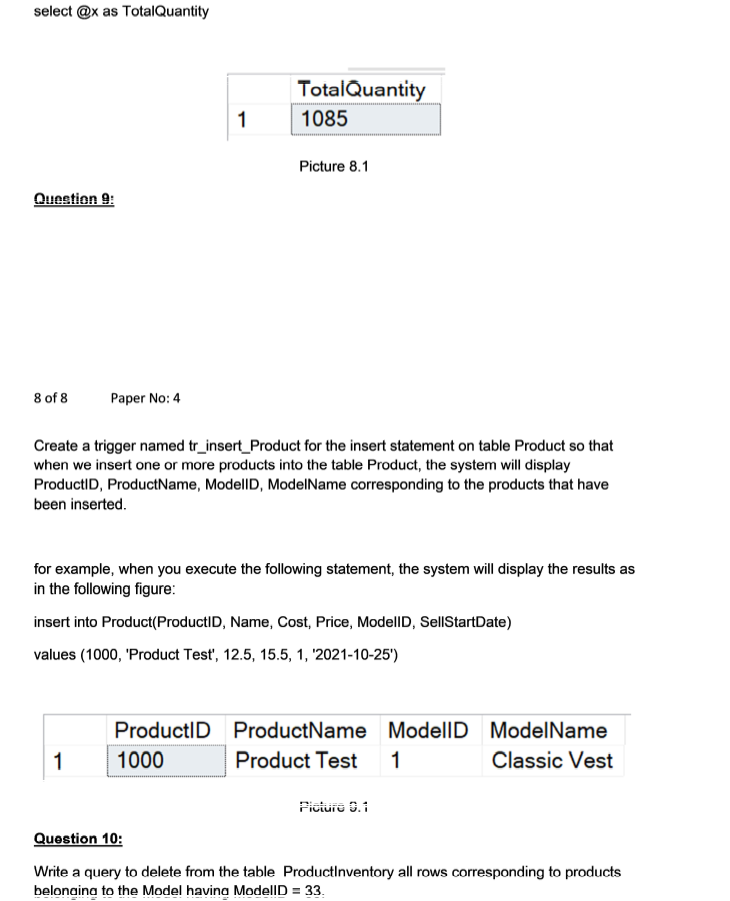 select @x as TotalQuantity
TotalQuantity
1 1085
Picture 8.1
Question 9:
8 of 8 Paper No: 4
Create a trigger named tr_insert_Product for the insert statement on table Product so that
when we insert one or more products into the table Product, the system will display
ProductID, ProductName, ModelID, ModelName corresponding to the products that have
been inserted.
for example, when you execute the following statement, the system will display the results as
in the following figure:
insert into Product(ProductID, Name, Cost, Price, ModelID, SellStartDate)
values (1000, 'Product Test', 12.5, 15.5, 1, '2021-10-25')
ProductID ProductName ModelID ModelName
1 1000 Product Test 1 Classic Vest
Picture 9.1
Question 10:
Write a query to delete from the table ProductInventory all rows corresponding to products
belonging to the Model having ModelID = 33.